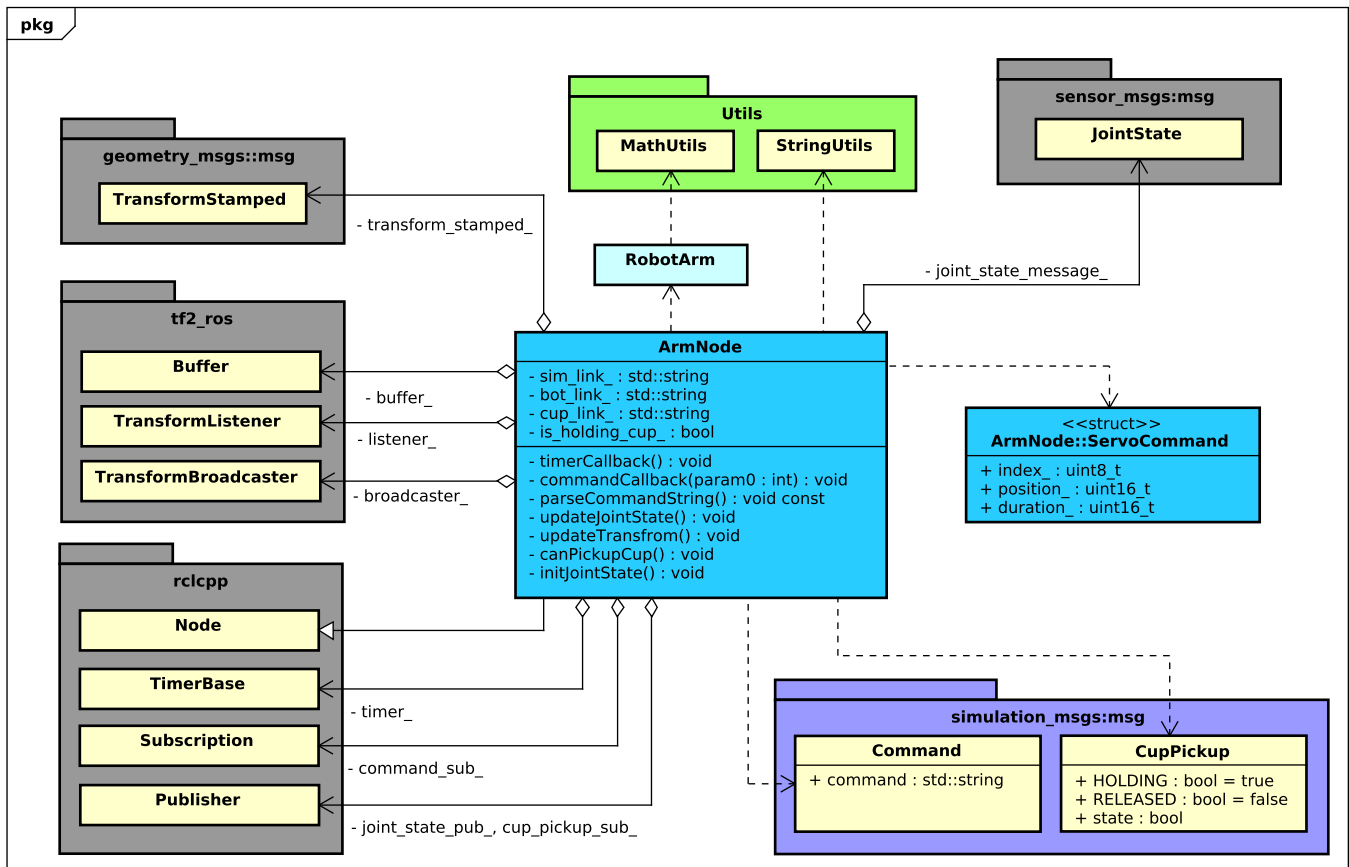 pkg
sensor_msgs:msg
JointState
Utils
MathUtils
StringUtils
geometry_msgs::msg
TransformStamped
- transform_stamped_
RobotArm
- joint_state_message_
tf2_ros
Buffer
- buffer_
TransformListener
- listener_
TransformBroadcaster
- broadcaster_
ArmNode
- sim_link_ : std::string
- bot_link_ : std::string
- cup_link_ : std::string
- is_holding_cup_ : bool
- timerCallback() : void
- commandCallback(param0 : int) : void
- parseCommandString() : void const
- updateJointState() : void
- updateTransfrom() : void
- canPickupCup() : void
- initJointState() : void
<<struct>>
ArmNode::ServoCommand
+ index_ : uint8_t
+ position_ : uint16_t
+ duration_ : uint16_t
rclcpp
Node
TimerBase
- timer_
Subscription
- command_sub_
Publisher
- joint_state_pub_, cup_pickup_sub_
simulation_msgs:msg
Command
+ command : std::string
CupPickup
+ HOLDING : bool = true
+ RELEASED : bool = false
+ state : bool